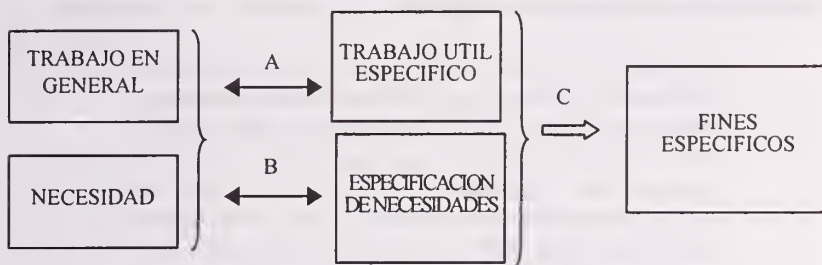 TRABAJO EN
GENERAL
A
TRABAJO UTIL
ESPECIFICO
C
FINES
ESPECIFICOS
NECESIDAD
B
ESPECIFICACION
DE NECESIDADES